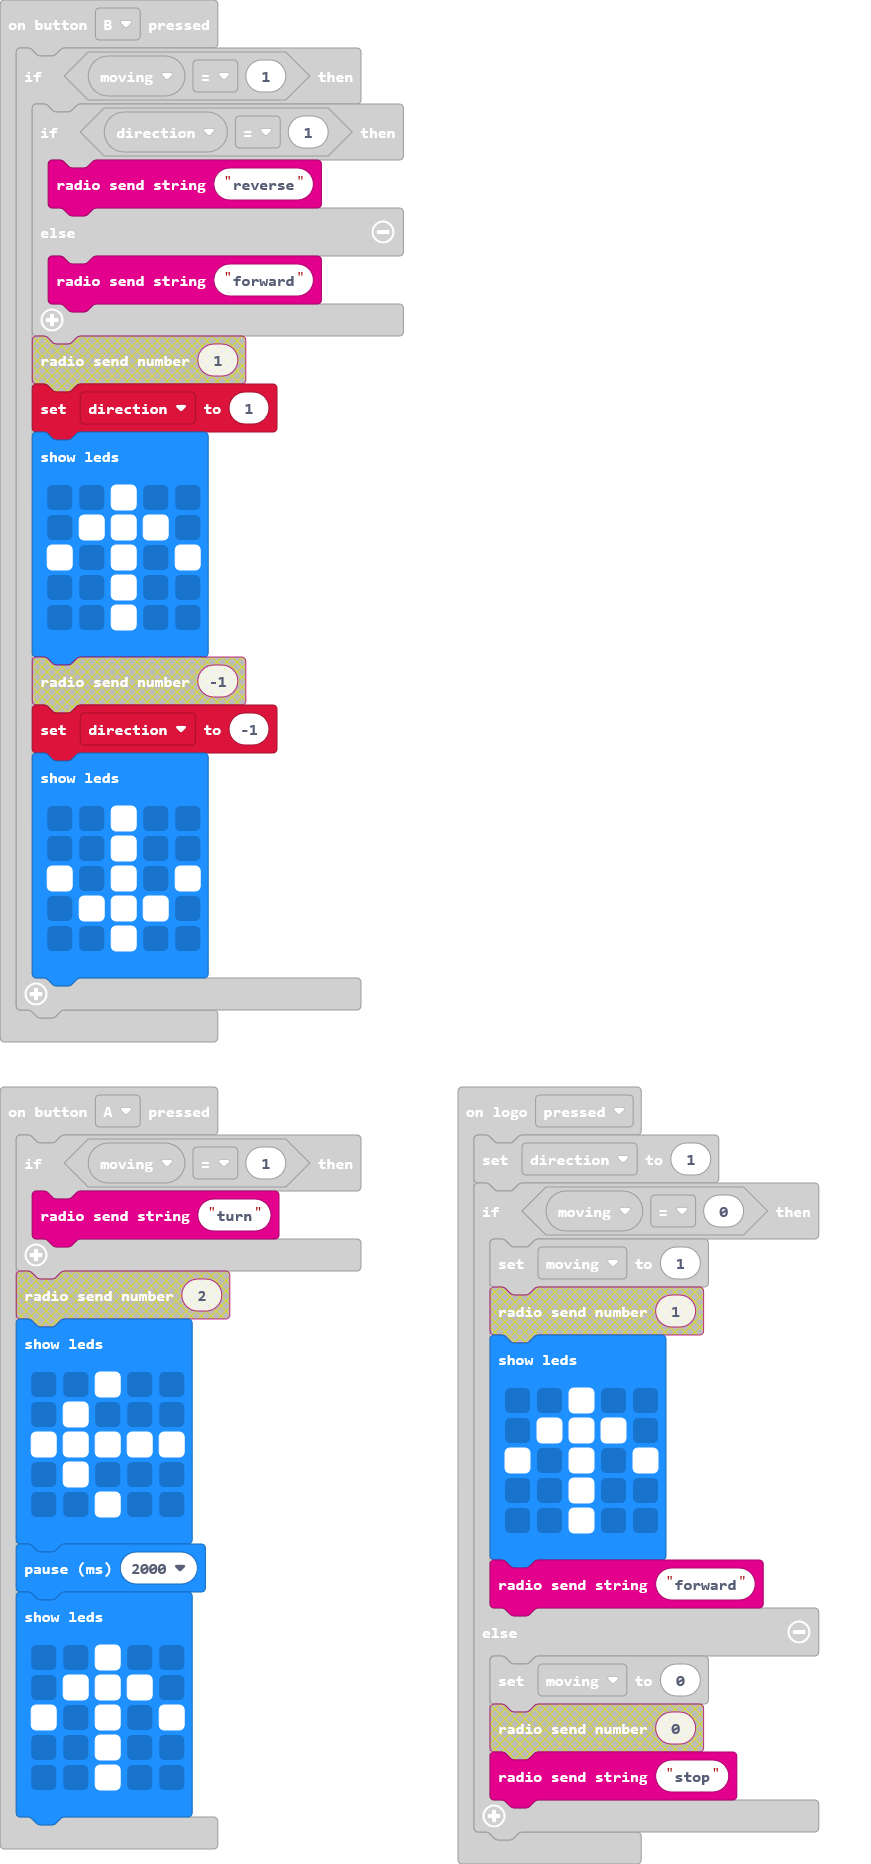 on button B pressed
if moving = 1 then
if direction = 1 then
radio send string "reverse"
else
radio send string "forward"
radio send number 1
set direction to 1
show leds
radio send number -1
set direction to -1
show leds
on button A pressed
if moving = 1 then
radio send string "turn"
radio send number 2
show leds
pause (ms) 2000
show leds
on logo pressed
set direction to 1
if moving = 0 then
set moving to 1
radio send number 1
show leds
radio send string "forward"
else
set moving to 0
radio send number 0
radio send string "stop"